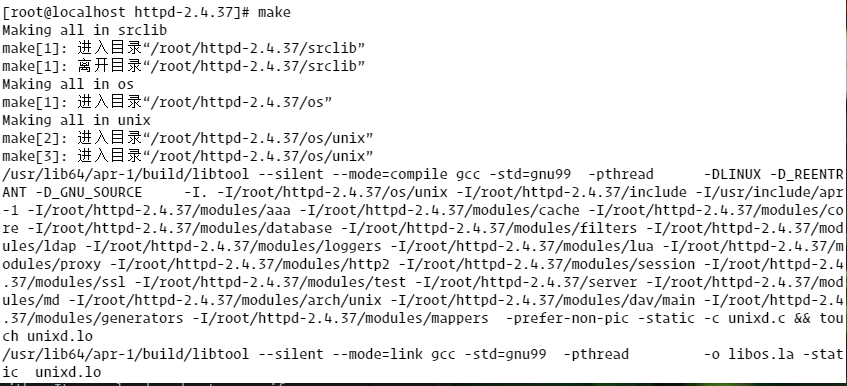 [root@localhost httpd-2.4.37]# make
Making all in srclib
make[1]: 进入目录“/root/httpd-2.4.37/srclib”
make[1]: 离开目录“/root/httpd-2.4.37/srclib”
Making all in os
make[1]: 进入目录“/root/httpd-2.4.37/os”
Making all in unix
make[2]: 进入目录“/root/httpd-2.4.37/os/unix”
make[3]: 进入目录“/root/httpd-2.4.37/os/unix”
/usr/lib64/apr-1/build/libtool --silent --mode=compile gcc -std=gnu99  -pthread      -DLINUX -D_REENTR
ANT -D_GNU_SOURCE     -I. -I/root/httpd-2.4.37/os/unix -I/root/httpd-2.4.37/include -I/usr/include/apr
-1 -I/root/httpd-2.4.37/modules/aaa -I/root/httpd-2.4.37/modules/cache -I/root/httpd-2.4.37/modules/co
re -I/root/httpd-2.4.37/modules/database -I/root/httpd-2.4.37/modules/filters -I/root/httpd-2.4.37/mod
ules/ldap -I/root/httpd-2.4.37/modules/loggers -I/root/httpd-2.4.37/modules/lua -I/root/httpd-2.4.37/m
odules/proxy -I/root/httpd-2.4.37/modules/http2 -I/root/httpd-2.4.37/modules/session -I/root/httpd-2.4
.37/modules/ssl -I/root/httpd-2.4.37/modules/test -I/root/httpd-2.4.37/server -I/root/httpd-2.4.37/mod
ules/md -I/root/httpd-2.4.37/modules/arch/unix -I/root/httpd-2.4.37/modules/dav/main -I/root/httpd-2.4
.37/modules/generators -I/root/httpd-2.4.37/modules/mappers  -prefer-non-pic -static -c unixd.c && tou
ch unixd.lo
/usr/lib64/apr-1/build/libtool --silent --mode=link gcc -std=gnu99  -pthread       -o libos.la -stat
ic  unixd.lo